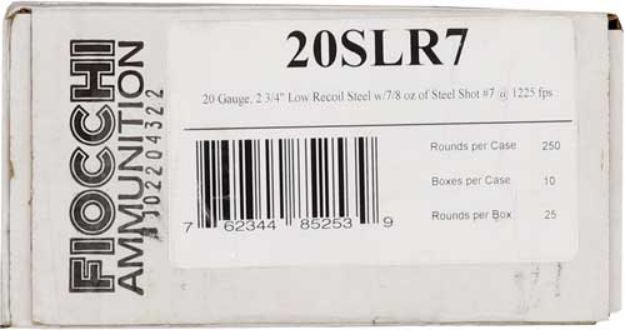 FIOCCHI
AMMUNITION
20SLR7
20 Gauge, 2 3/4" Low Recoil Steel w/7/8 oz of Steel Shot #7 @ 1225 fps
Rounds per Case 250
Boxes per Case 10
Rounds per Box 25
7 62344 85253 9